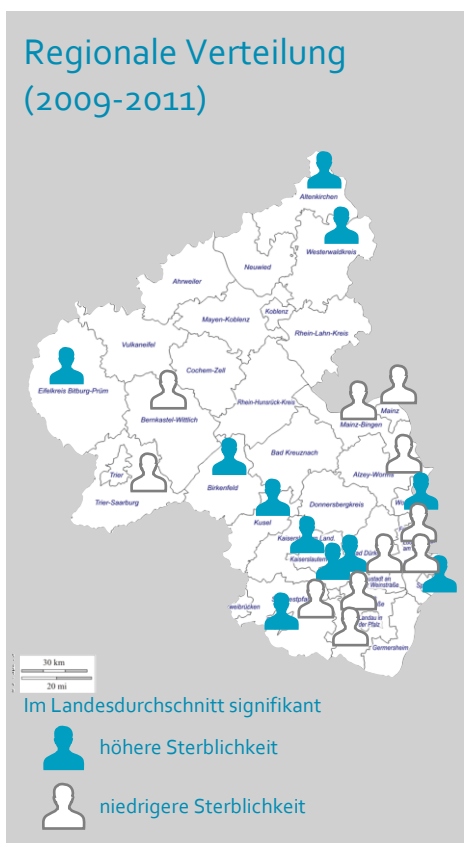 Regionale Verteilung
(2009-2011)
Altenkirchen
Westerwaldkreis
Neuwied
Ahrweiler
Koblenz
Mayen-Koblenz
Rhein-Lahn-Kreis
Vulkaneifel
Cochem-Zell
Eifelkreis Bitburg-Prüm
Rhein-Hunsrück-Kreis
Mainz
Bernkastel-Wittlich
Mainz-Bingen
Bad Kreuznach
Trier
Alzey-Worms
Birkenfeld
Trier-Saarburg
Donnersbergkreis
Kusel
Kaiserslautern
Landau in
der Pfalz
Germersheim
30 km
20 mi
Im Landesdurchschnitt signifikant
höhere Sterblichkeit
niedrigere Sterblichkeit